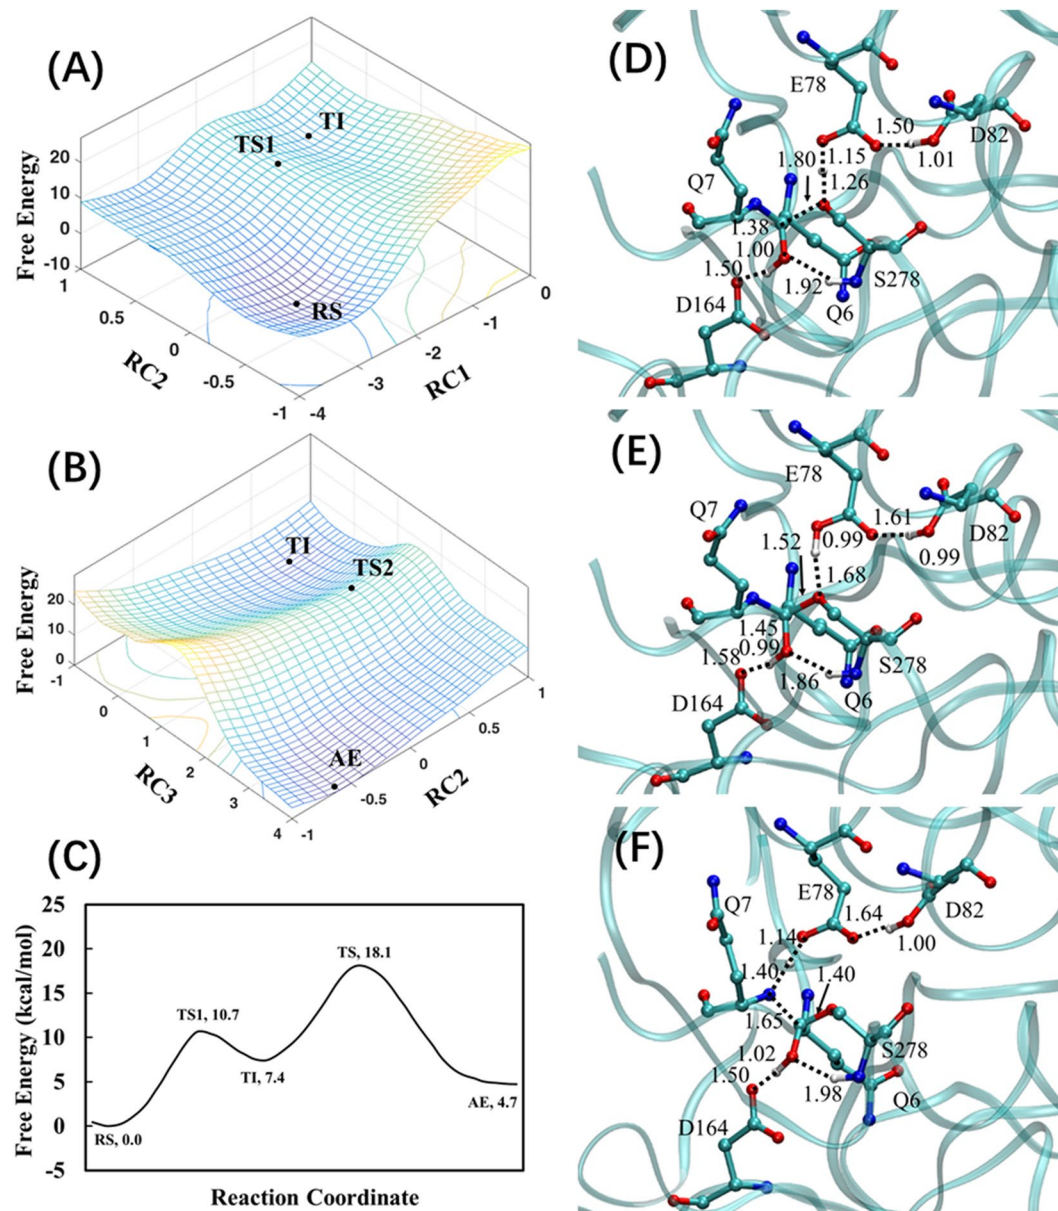 (A)
TI
TS1
RS
Free Energy
20
10
0
-10
1
0.5
0
-0.5
-1
RC2
-4
-3
-2
-1
0
RC1
(B)
TI
TS2
AE
Free Energy
20
10
0
-1
0
1
2
3
4
RC3
-1
-0.5
0
0.5
1
RC2
(C)
Free Energy (kcal/mol)
25
20
15
10
5
0
-5
TS, 18.1
TS1, 10.7
TI, 7.4
AE, 4.7
RS, 0.0
Reaction Coordinate
(D)
E78
1.50
D82
1.01
1.80
1.15
1.26
Q7
1.38
1.00
1.50
1.92
S278
D164
Q6
(E)
E78
Q7
1.61
D82
0.99
0.99
1.52
1.68
1.45
0.99
1.58
1.86
S278
D164
Q6
(F)
E78
Q7
1.64
D82
1.14
1.00
1.40
1.40
1.65
1.02
S278
1.50
1.98
Q6
D164